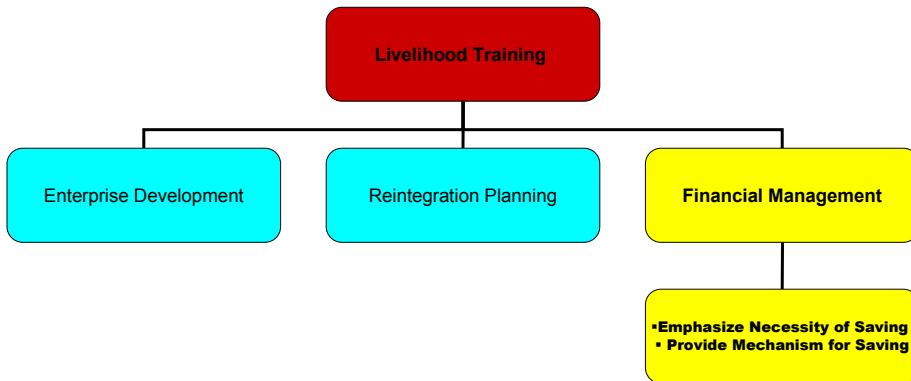 Livelihood Training
Enterprise Development
Reintegration Planning
Financial Management
▪Emphasize Necessity of Saving
▪ Provide Mechanism for Saving